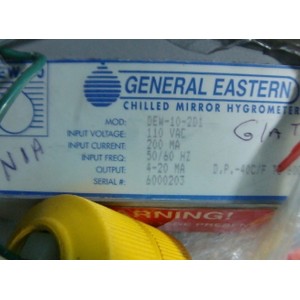 GENERAL EASTERN
CHILLED MIRROR HYGROMETER
MOD: DEW-10-2D1
INPUT VOLTAGE: 110 VAC
INPUT CURRENT: 200 MA
INPUT FREQ: 50/60 HZ
OUTPUT: 4-20 MA D.P.-40C/F
SERIAL#: 6000203
N/A
WARNING!